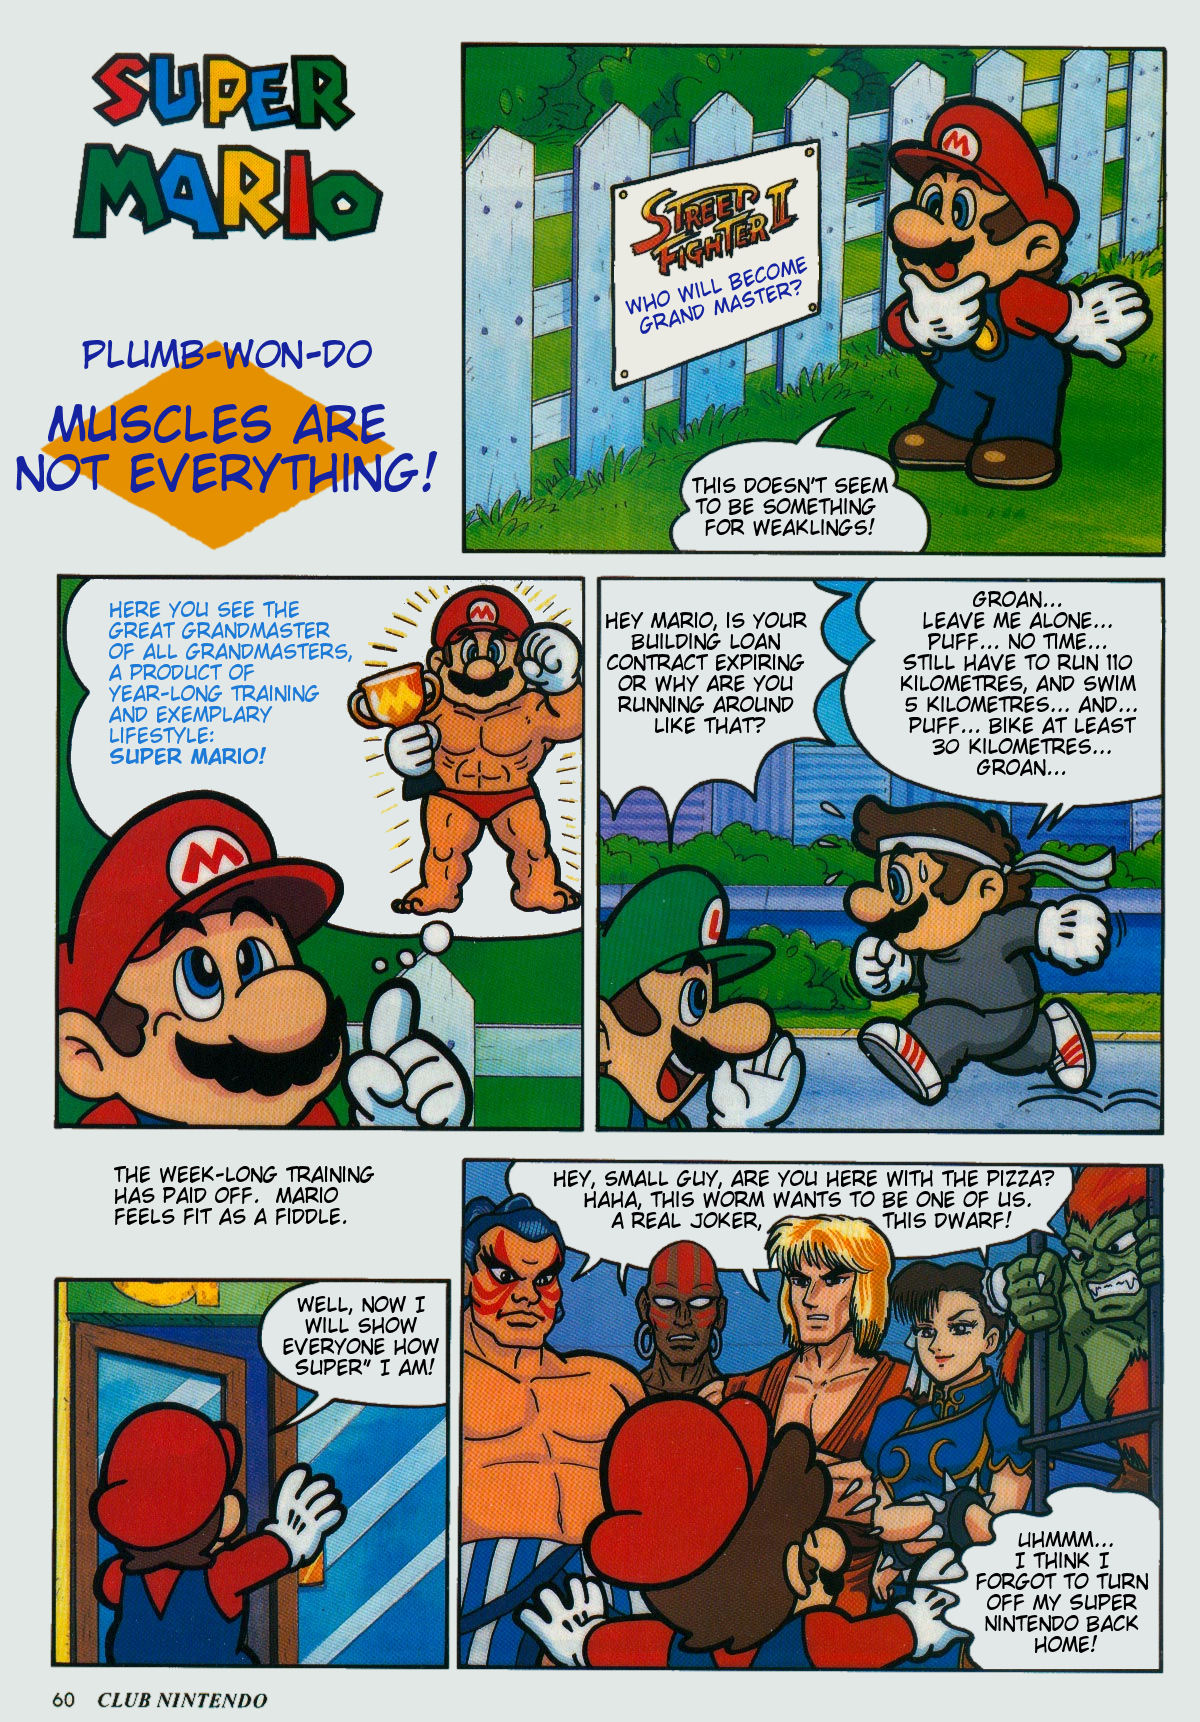 SUPER
MARIO
PLUMB-WON-DO
MUSCLES ARE
NOT EVERYTHING!
STREET
FIGHTER II
WHO WILL BECOME
GRAND MASTER?
M
THIS DOESN'T SEEM
TO BE SOMETHING
FOR WEAKLINGS!
HERE YOU SEE THE
GREAT GRANDMASTER
OF ALL GRANDMASTERS,
A PRODUCT OF
YEAR-LONG TRAINING
AND EXEMPLARY
LIFESTYLE:
SUPER MARIO!
M
M
M
HEY MARIO, IS YOUR
BUILDING LOAN
CONTRACT EXPIRING
OR WHY ARE YOU
RUNNING AROUND
LIKE THAT?
GROAN...
LEAVE ME ALONE...
PUFF... NO TIME...
STILL HAVE TO RUN 110
KILOMETRES, AND SWIM
5 KILOMETRES... AND...
PUFF... BIKE AT LEAST
30 KILOMETRES...
GROAN...
L
THE WEEK-LONG TRAINING
HAS PAID OFF. MARIO
FEELS FIT AS A FIDDLE.
WELL, NOW I
WILL SHOW
EVERYONE HOW
SUPER" I AM!
HEY, SMALL GUY, ARE YOU HERE WITH THE PIZZA?
HAHA, THIS WORM WANTS TO BE ONE OF US.
A REAL JOKER, THIS DWARF!
UHMMM...
I THINK I
FORGOT TO TURN
OFF MY SUPER
NINTENDO BACK
HOME!
60 CLUB NINTENDO